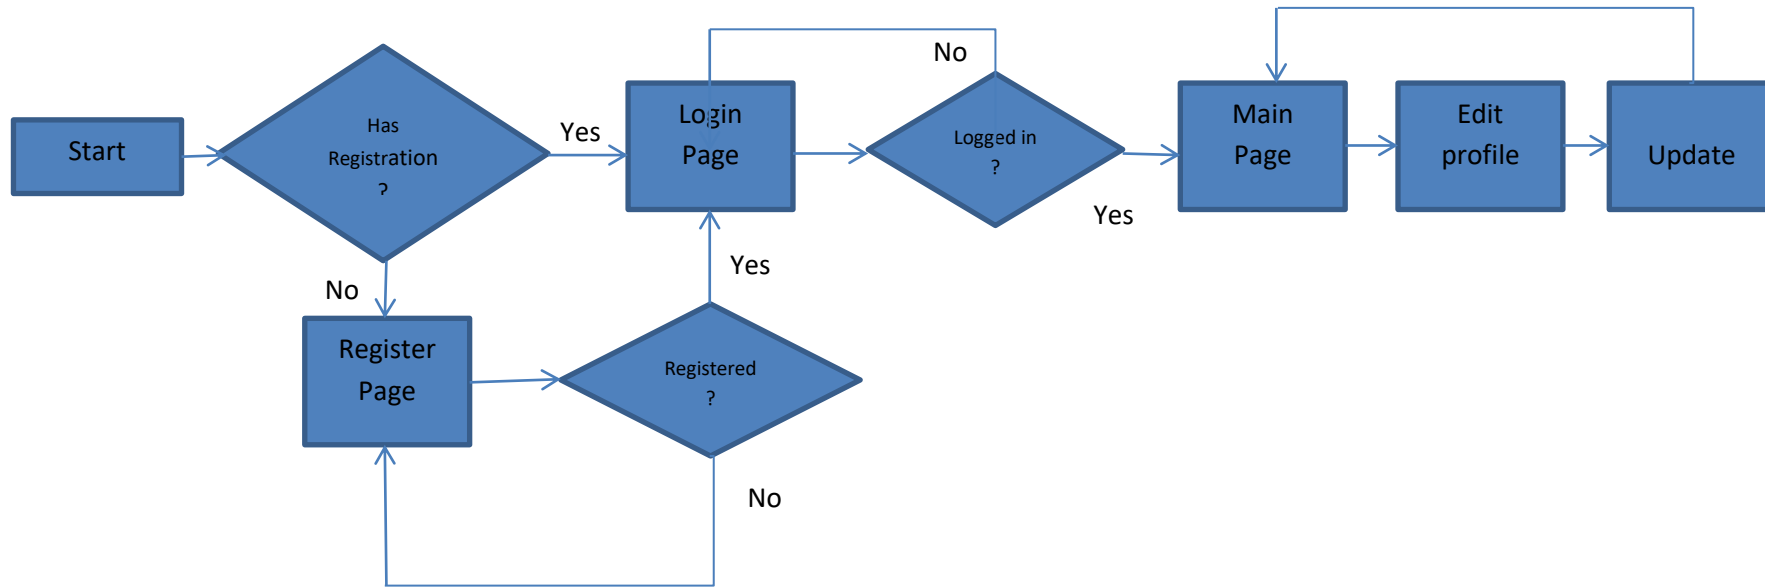 Start
Has
Registration
?
Yes
No
Login
Page
No
Logged in
?
Yes
Main
Page
Edit
profile
Update
Register
Page
Registered
?
Yes
No